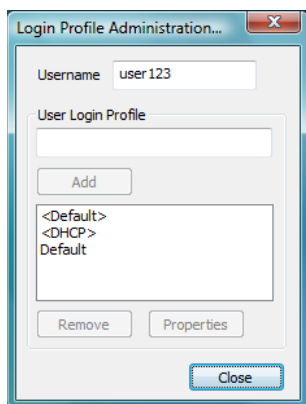 Login Profile Administration...
Username user123
User Login Profile
Add
<Default>
<DHCP>
Default
Remove Properties
Close